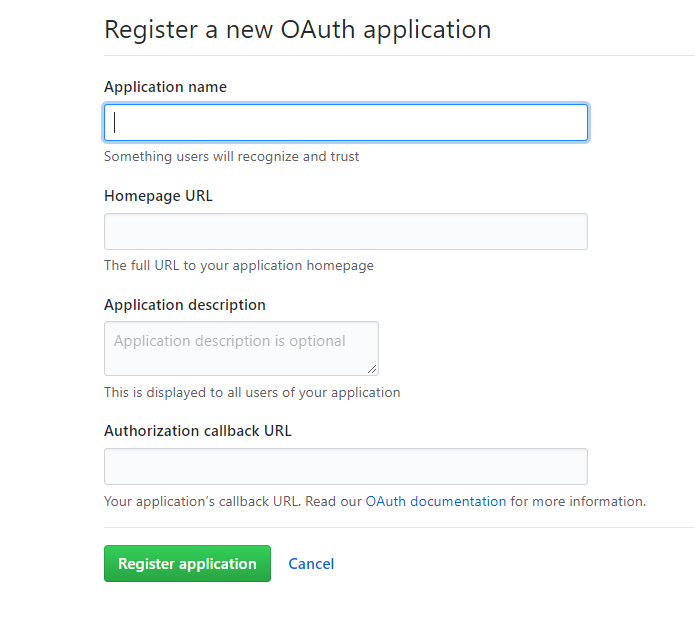 Register a new OAuth application
Application name
Something users will recognize and trust
Homepage URL
The full URL to your application homepage
Application description
Application description is optional
This is displayed to all users of your application
Authorization callback URL
Your application’s callback URL. Read our OAuth documentation for more information.
Register application Cancel